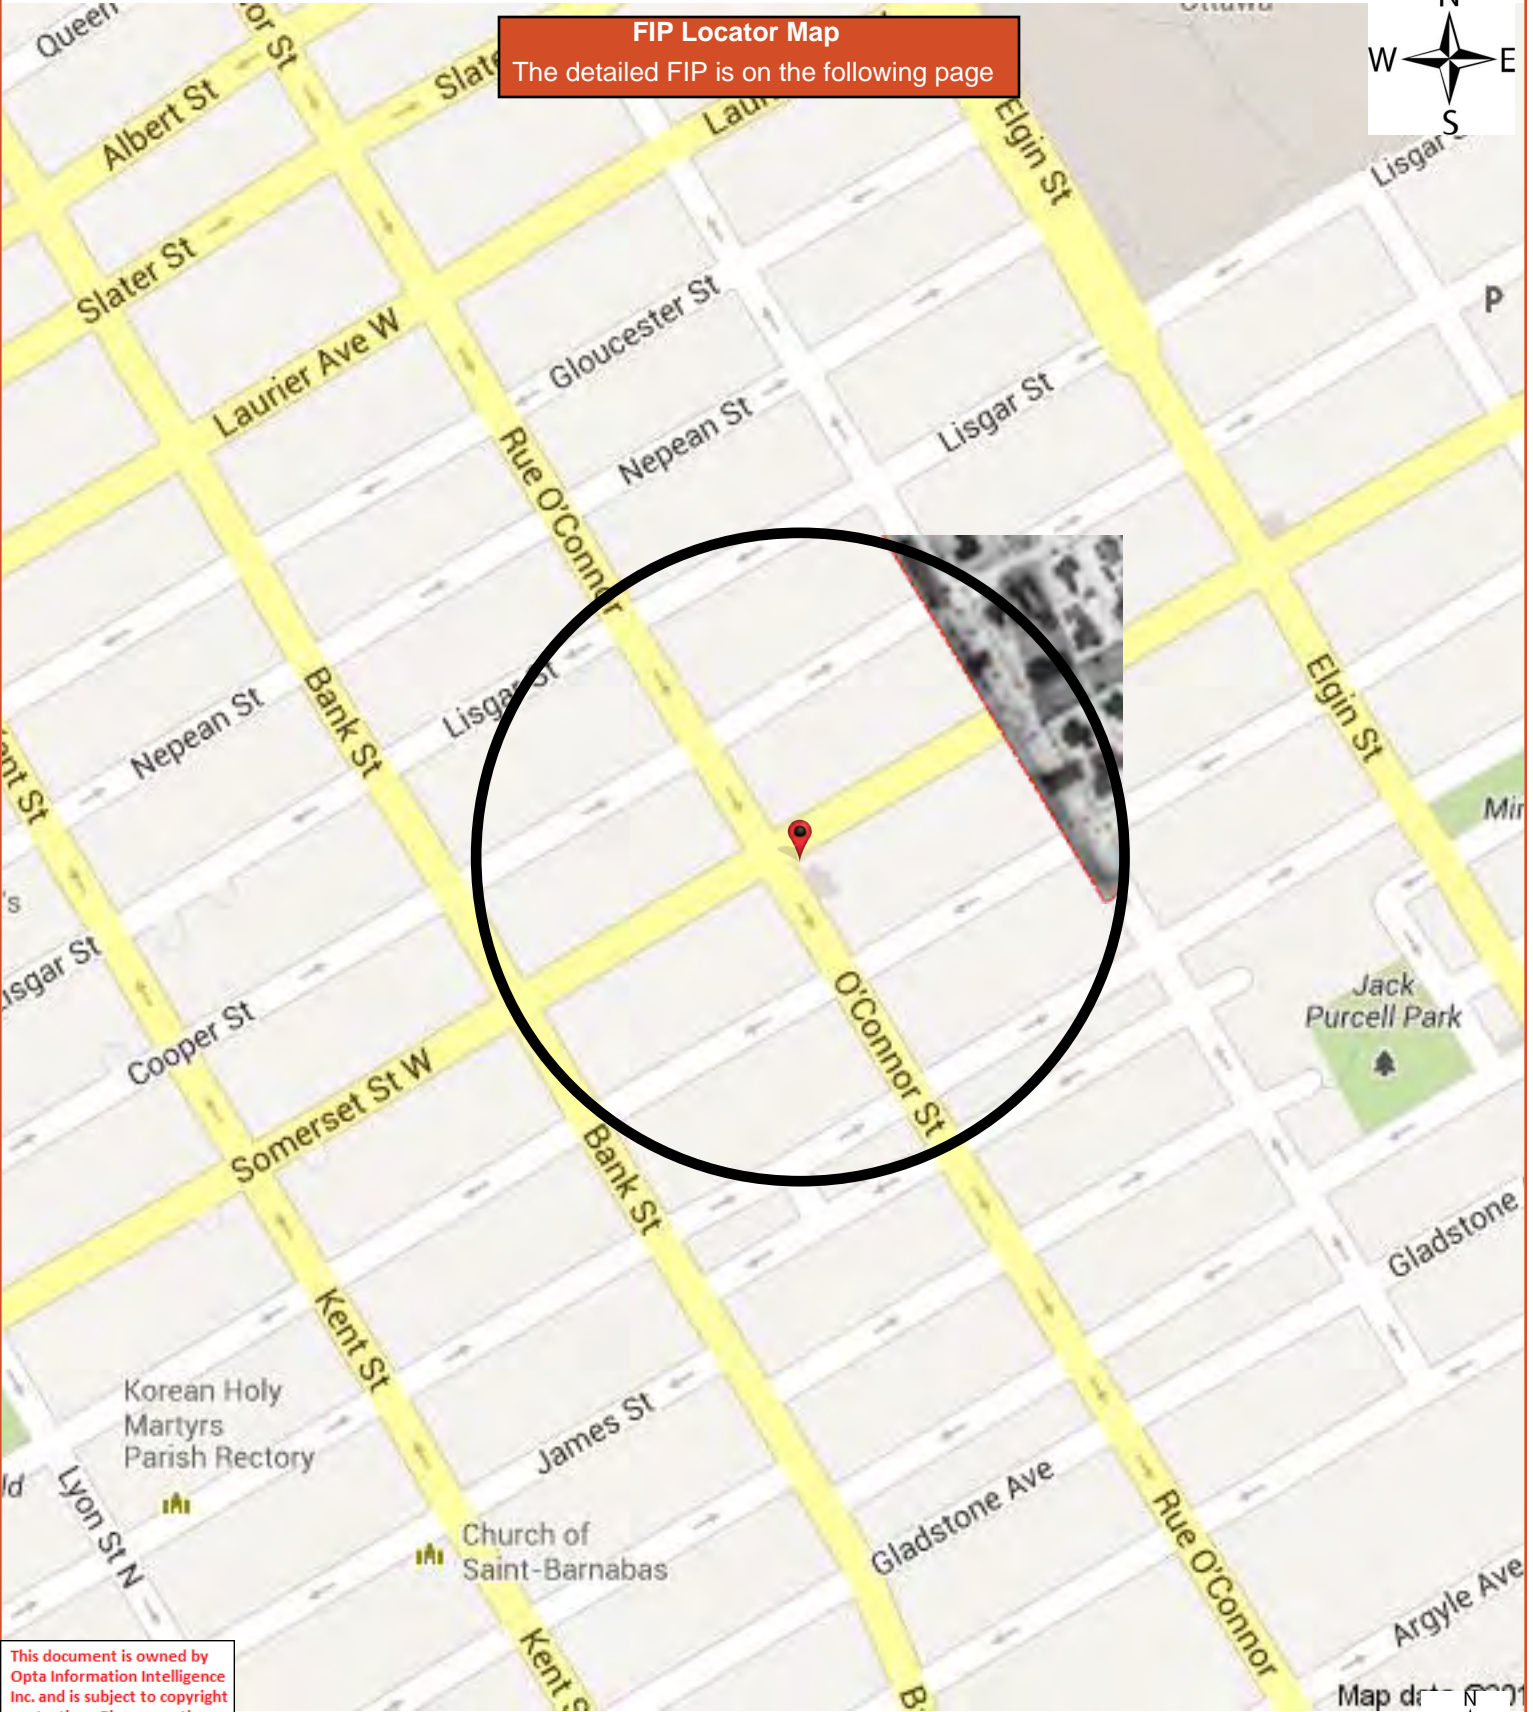 N
W E
S
FIP Locator Map
The detailed FIP is on the following page
Queen
Albert St
Slater St
Laurier Ave W
Gloucester St
Nepean St
Lisgar St
Elgin St
Lisgar
P
Rue O'Connor
Bank St
Nepean St
Lisgar St
Elgin St
Cooper St
Somerset St W
O'Connor St
Jack
Purcell Park
Bank St
Kent St
Gladstone
Korean Holy
Martyrs
Parish Rectory
James St
Lyon St N
Church of
Saint-Barnabas
Gladstone Ave
Rue O'Connor
Argyle Ave
Kent S
This document is owned by
Opta Information Intelligence
Inc. and is subject to copyright
Map da
N